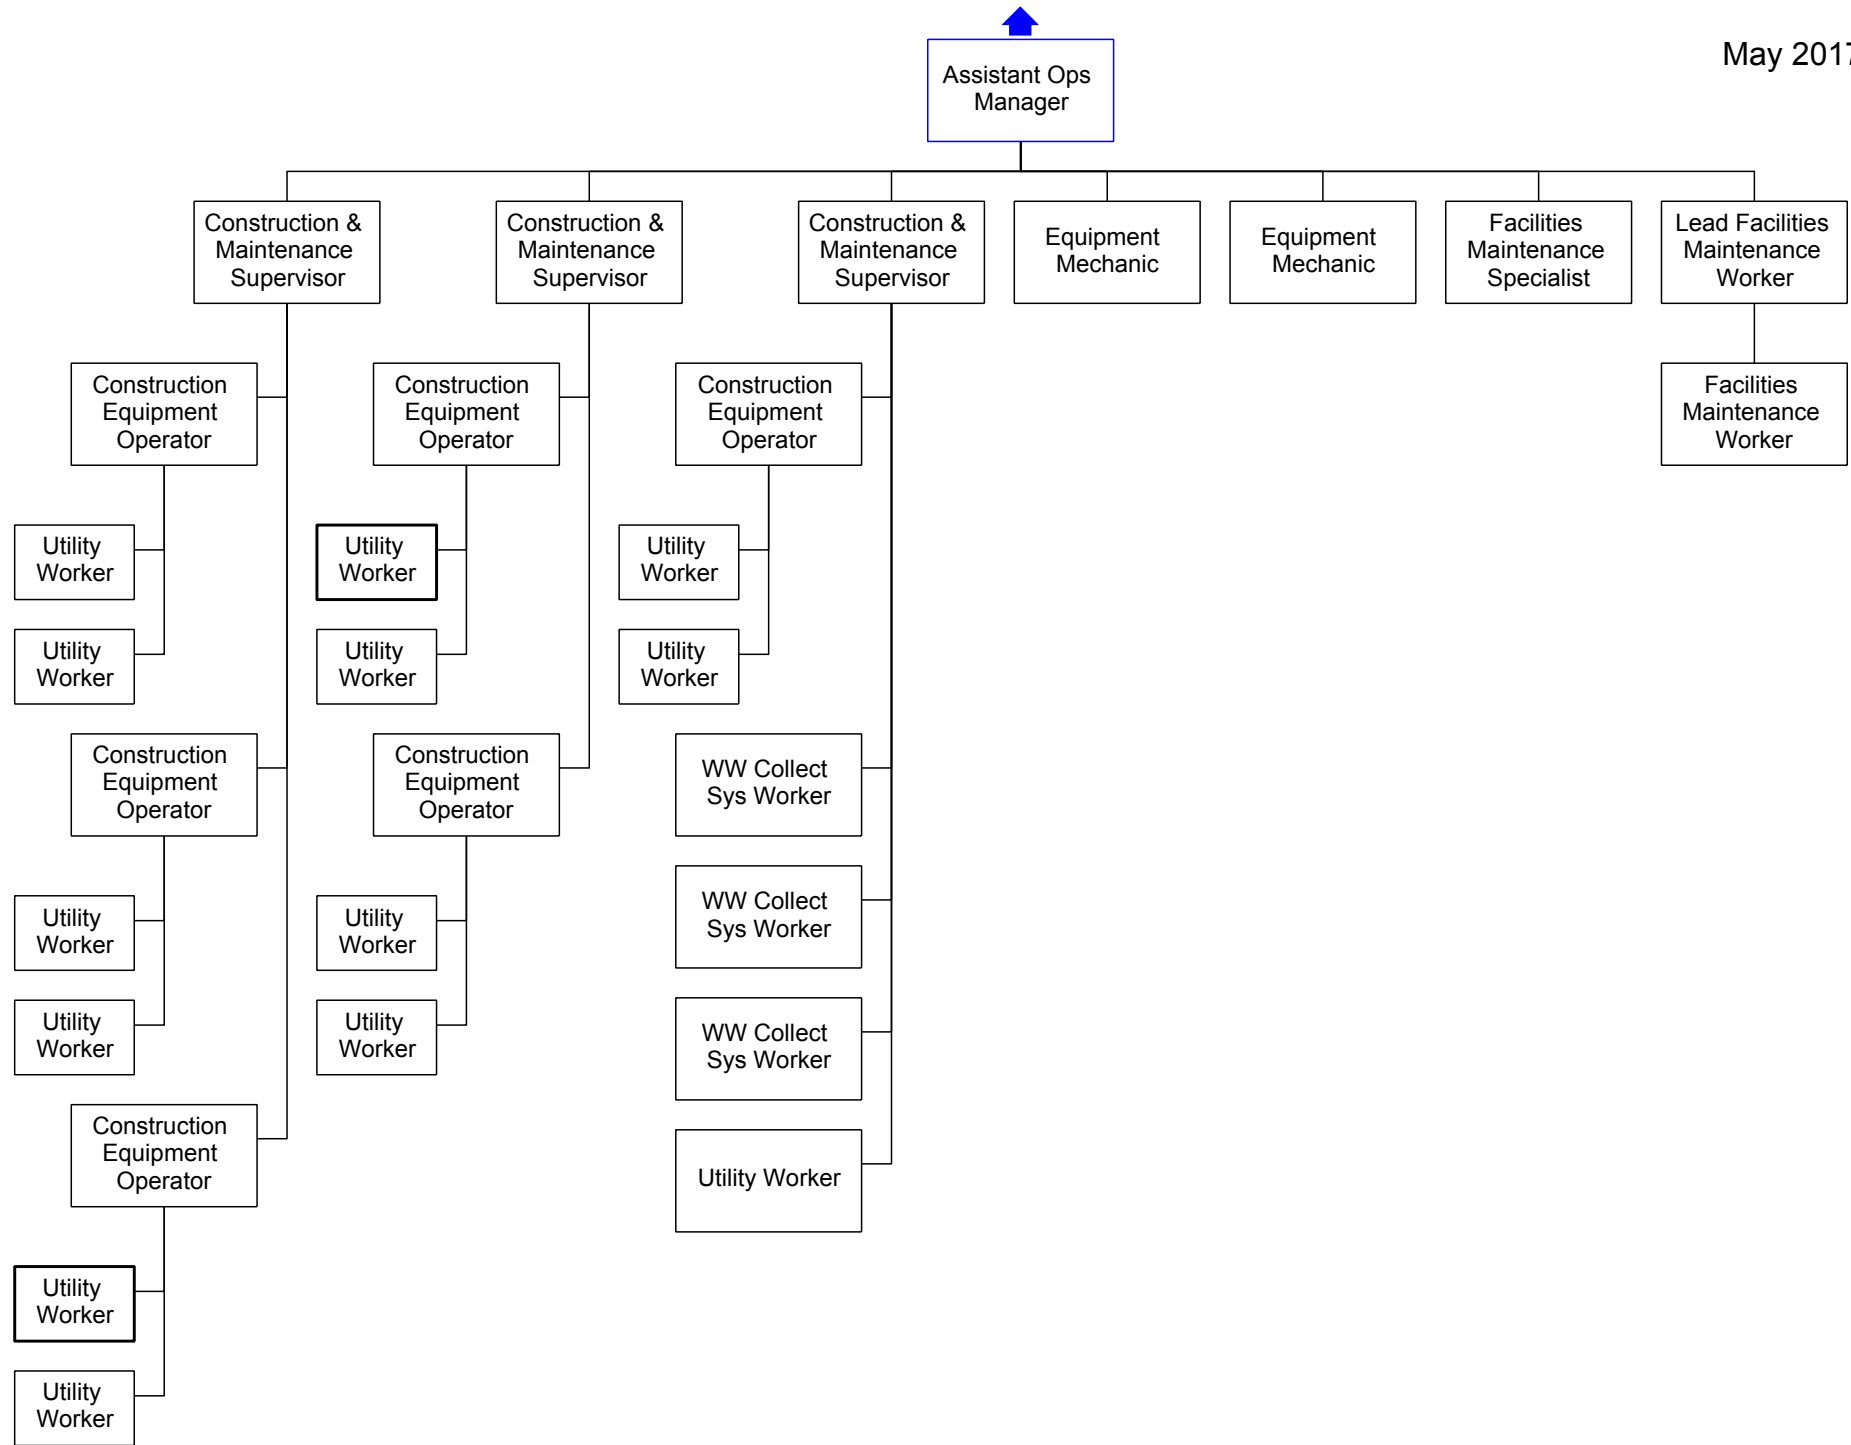 May 2017
Assistant Ops
Manager
Construction &
Maintenance
Supervisor
Construction &
Maintenance
Supervisor
Construction &
Maintenance
Supervisor
Equipment
Mechanic
Equipment
Mechanic
Facilities
Maintenance
Specialist
Lead Facilities
Maintenance
Worker
Construction
Equipment
Operator
Construction
Equipment
Operator
Construction
Equipment
Operator
Facilities
Maintenance
Worker
Utility
Worker
Utility
Worker
Utility
Worker
Utility
Worker
Utility
Worker
Utility
Worker
Construction
Equipment
Operator
Construction
Equipment
Operator
WW Collect
Sys Worker
Utility
Worker
Utility
Worker
WW Collect
Sys Worker
Utility
Worker
Utility
Worker
WW Collect
Sys Worker
Construction
Equipment
Operator
Utility Worker
Utility
Worker
Utility
Worker